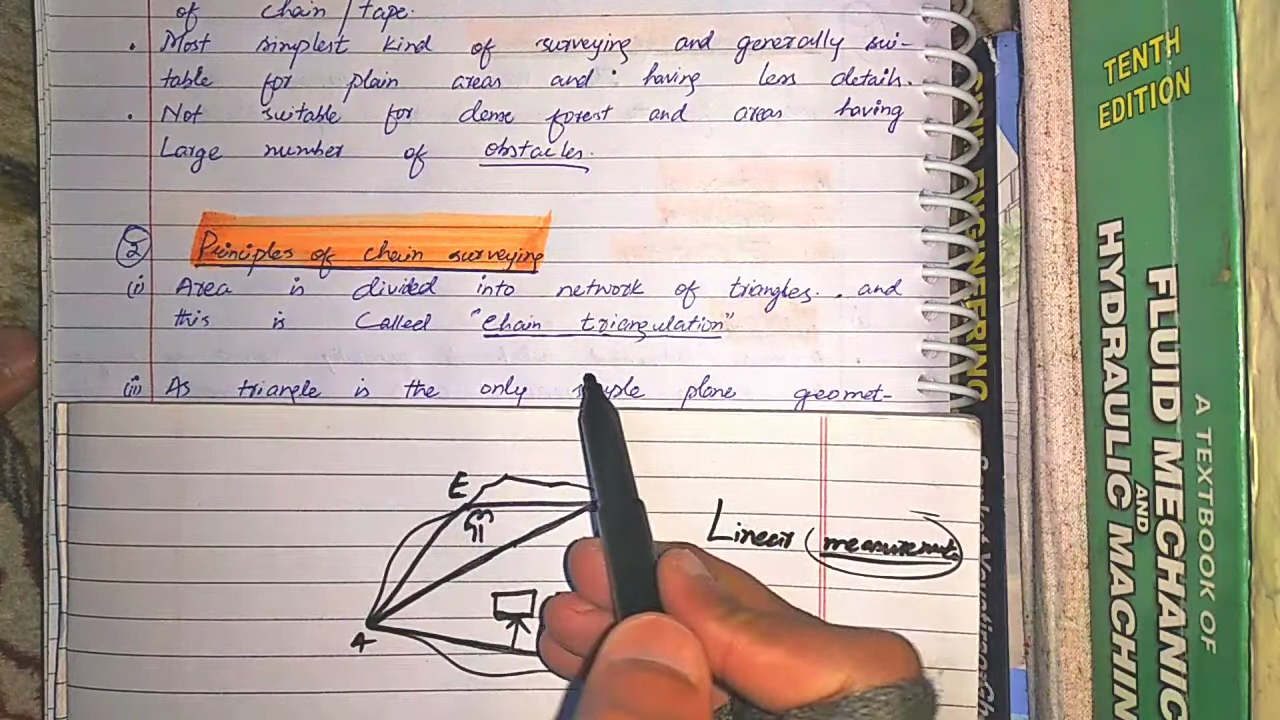 of chain/tape.
• Most simplest kind of surveying and generally sui-
table for plain areas and having less details.
• Not suitable for dense forest and areas having
Large number of obstacles.
② Principles of chain surveying
(i) Area is divided into network of triangles. and
this is Called "Chain triangulation"
(ii) As triangle is the only simple plane geomet-
E
A
Linear measurement
TENTH
EDITION
A TEXTBOOK OF
FLUID MECHANIC
AND
HYDRAULIC MACHIN
ENGINEERING